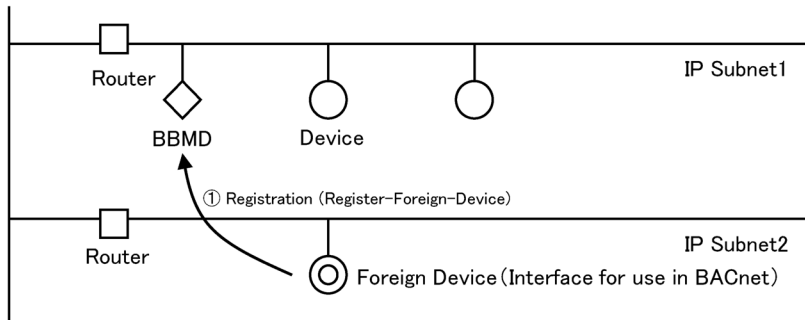 Router
IP Subnet1
BBMD
Device
① Registration (Register-Foreign-Device)
Router
IP Subnet2
Foreign Device (Interface for use in BACnet)